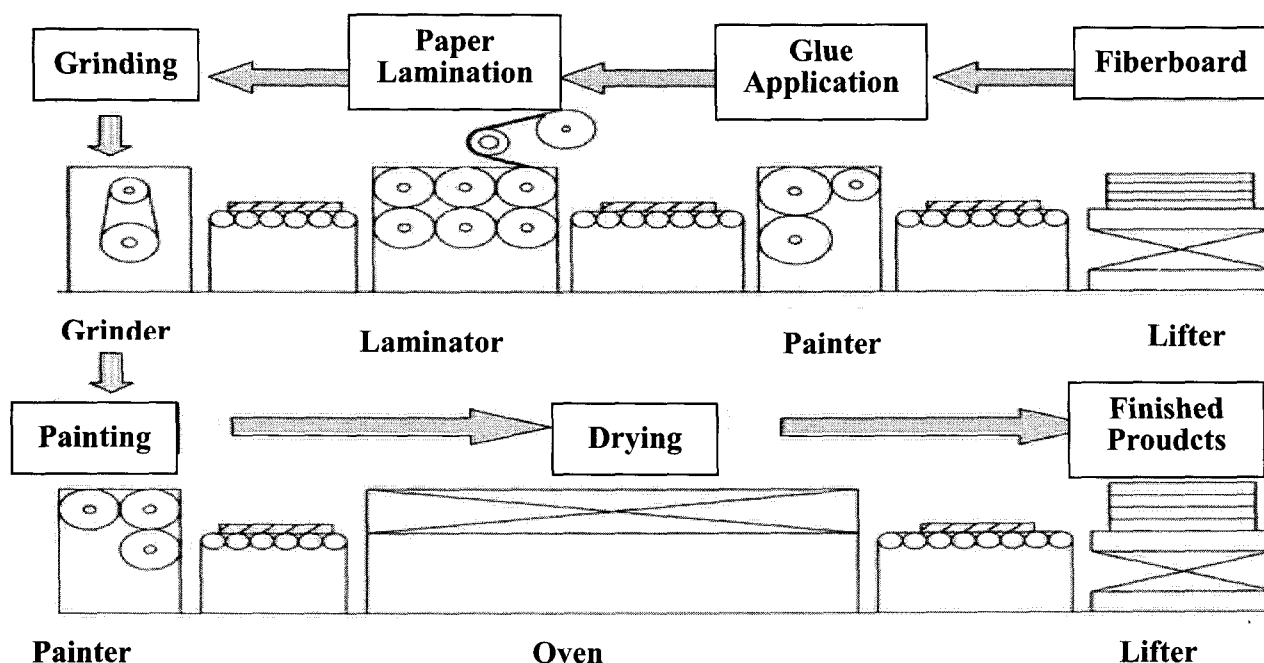 Grinding
Paper
Lamination
Glue
Application
Fiberboard
Grinder
Laminator
Painter
Lifter
Painting
Drying
Finished
Proudcts
Painter
Oven
Lifter